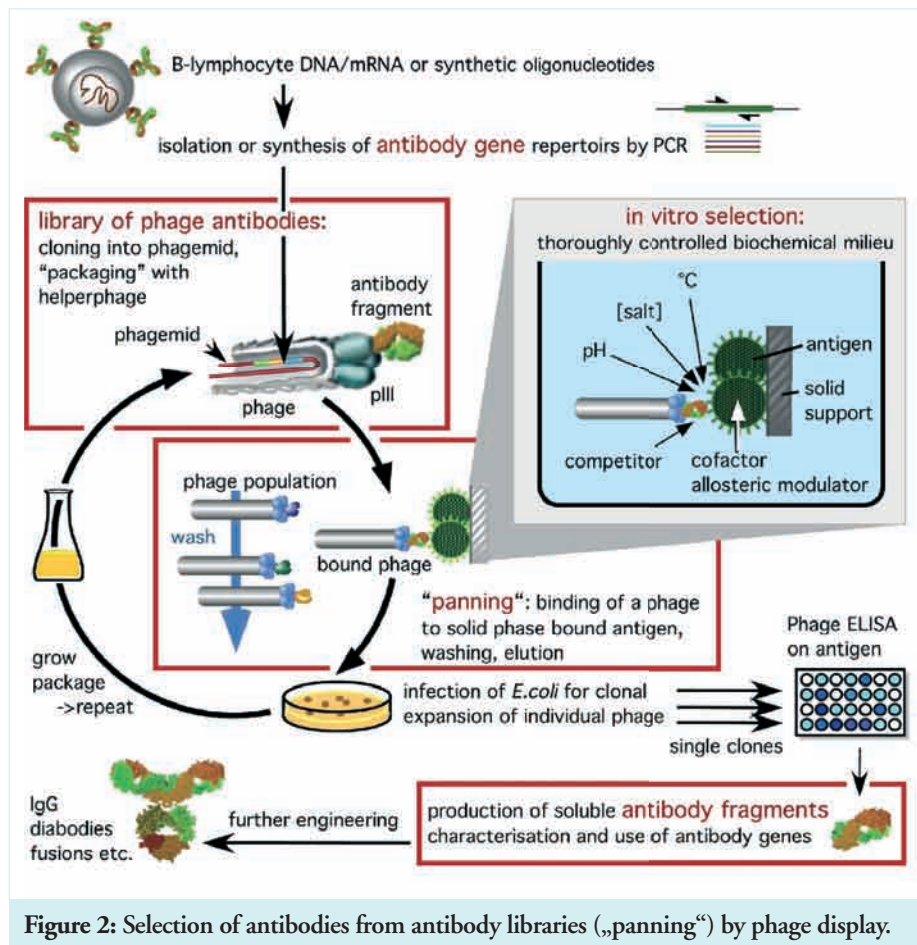 B-lymphocyte DNA/mRNA or synthetic oligonucleotides
isolation or synthesis of antibody gene repertoirs by PCR
library of phage antibodies:
cloning into phagemid,
"packaging" with
helperphage
antibody
fragment
phagemid
phage
pIII
in vitro selection:
thoroughly controlled biochemical milieu
°C
[salt]
pH
antigen
solid
support
competitor
cofactor
allosteric modulator
phage population
wash
bound phage
"panning": binding of a phage
to solid phase bound antigen,
washing, elution
grow
package
->repeat
infection of E.coli for clonal
expansion of individual phage
single clones
Phage ELISA
on antigen
production of soluble antibody fragments
characterisation and use of antibody genes
further engineering
IgG
diabodies
fusions etc.
Figure 2: Selection of antibodies from antibody libraries („panning“) by phage display.